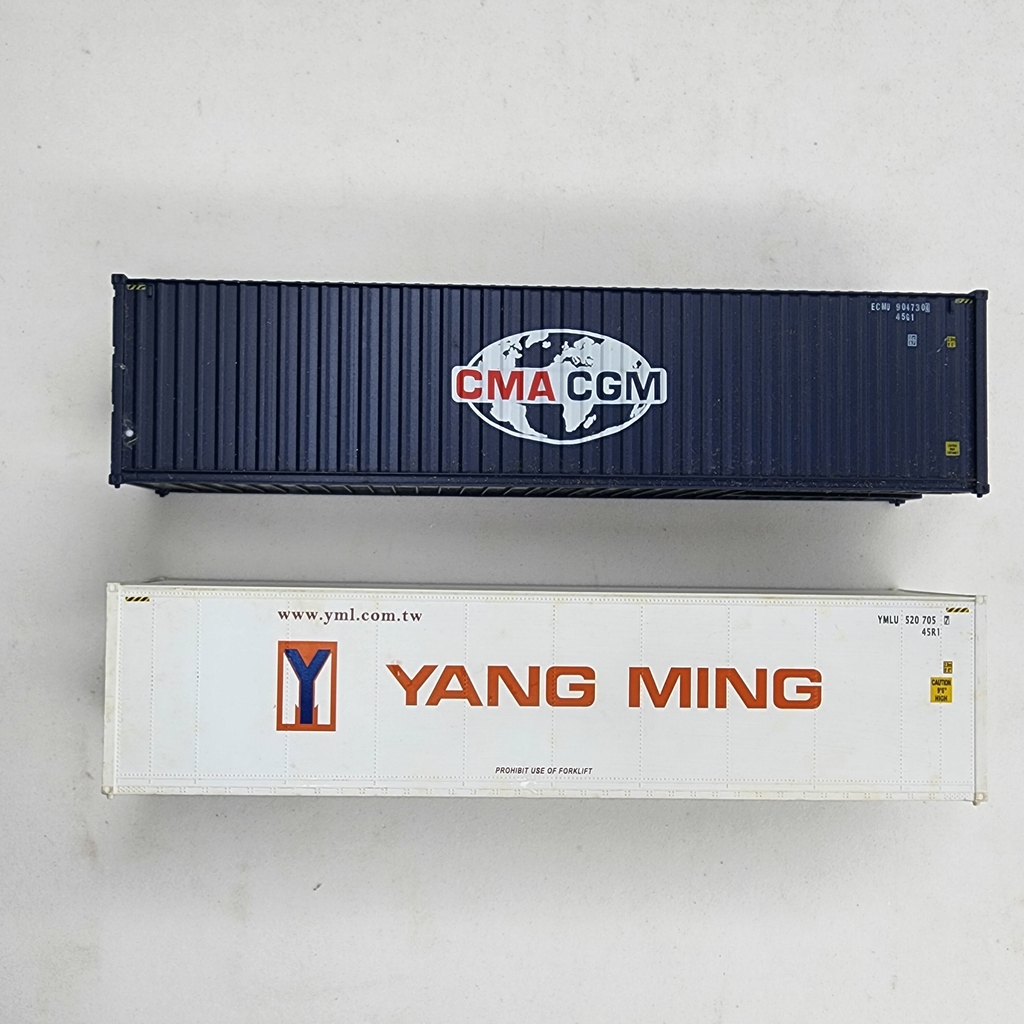 ECMU 904730
45G1
CMA CGM
www.yml.com.tw
YMLU 520 705
45R1
YANG MING
CAUTION
9'6"
HIGH
PROHIBIT USE OF FORKLIFT